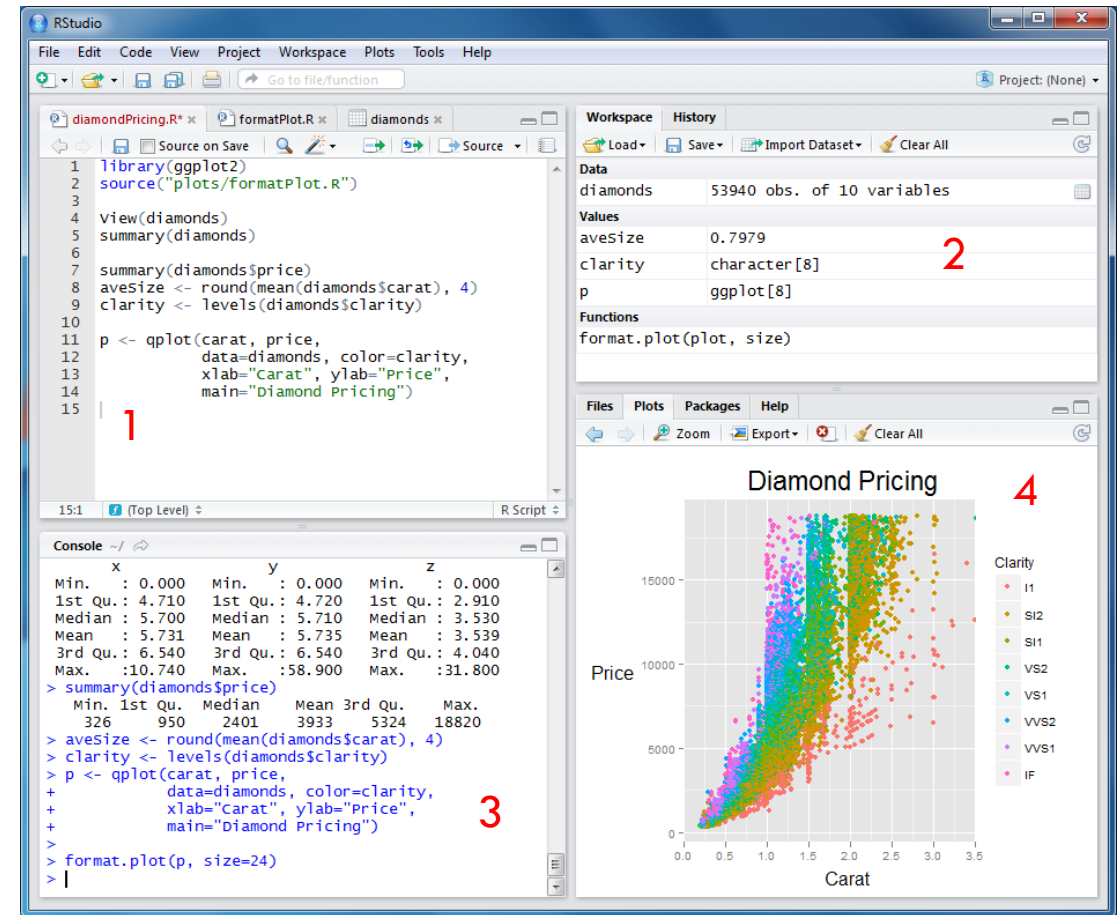 RStudio
File Edit Code View Project Workspace Plots Tools Help
Go to file/function
Project: (None)
diamondPricing.R* × formatPlot.R × diamonds ×
Source on Save Source
1 library(ggplot2)
2 source("plots/formatPlot.R")
3
4 View(diamonds)
5 summary(diamonds)
6
7 summary(diamonds$price)
8 aveSize <- round(mean(diamonds$carat), 4)
9 clarity <- levels(diamonds$clarity)
10
11 p <- qplot(carat, price,
12 data=diamonds, color=clarity,
13 xlab="Carat", ylab="Price",
14 main="Diamond Pricing")
15
1
15:1 (Top Level) R Script
Workspace History
Load Save Import Dataset Clear All
Data
diamonds 53940 obs. of 10 variables
Values
aveSize 0.7979
clarity character[8]
p ggplot[8]
Functions
format.plot(plot, size)
2
Console ~/
x y z
Min. : 0.000 Min. : 0.000 Min. : 0.000
1st Qu.: 4.710 1st Qu.: 4.720 1st Qu.: 2.910
Median : 5.700 Median : 5.710 Median : 3.530
Mean : 5.731 Mean : 5.735 Mean : 3.539
3rd Qu.: 6.540 3rd Qu.: 6.540 3rd Qu.: 4.040
Max. :10.740 Max. :58.900 Max. :31.800
> summary(diamonds$price)
Min. 1st Qu. Median Mean 3rd Qu. Max.
326 950 2401 3933 5324 18820
> aveSize <- round(mean(diamonds$carat), 4)
> clarity <- levels(diamonds$clarity)
> p <- qplot(carat, price,
+ data=diamonds, color=clarity,
+ xlab="Carat", ylab="Price",
+ main="Diamond Pricing")
>
> format.plot(p, size=24)
>
3
Files Plots Packages Help
Zoom Export Clear All
Diamond Pricing
4
Price
15000
10000
5000
0
0.0 0.5 1.0 1.5 2.0 2.5 3.0 3.5
Carat
Clarity
I1
SI2
SI1
VS2
VS1
VVS2
VVS1
IF